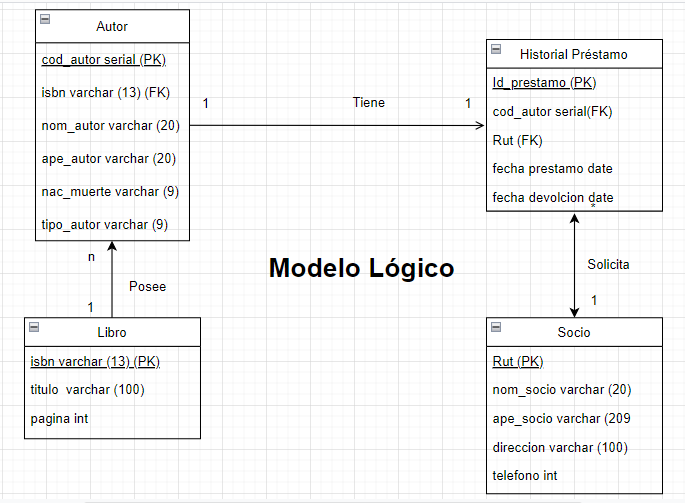 Autor
cod_autor serial (PK)
isbn varchar (13) (FK)
nom_autor varchar (20)
ape_autor varchar (20)
nac_muerte varchar (9)
tipo_autor varchar (9)
1
Tiene
1
Historial Préstamo
Id_prestamo (PK)
cod_autor serial(FK)
Rut (FK)
fecha prestamo date
fecha devolcion date
*
n
Posee
1
Modelo Lógico
Solicita
1
Libro
isbn varchar (13) (PK)
titulo varchar (100)
pagina int
Socio
Rut (PK)
nom_socio varchar (20)
ape_socio varchar (209
direccion varchar (100)
telefono int